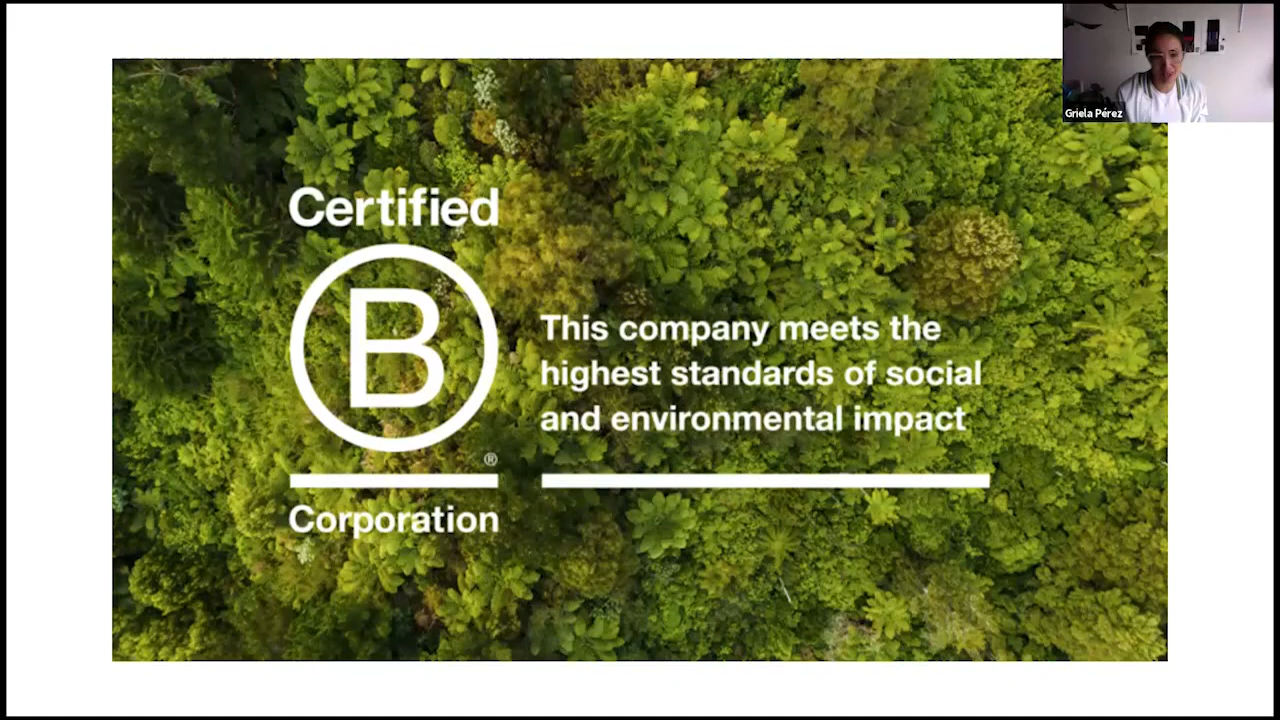 Griela Pérez
Certified
B
®
Corporation
This company meets the
highest standards of social
and environmental impact